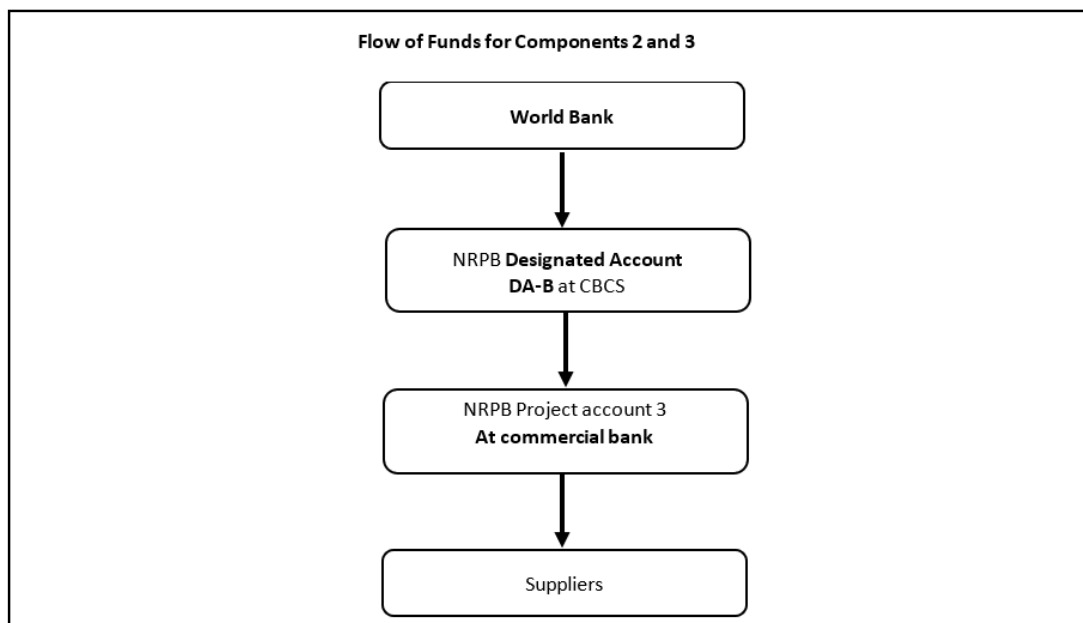 Flow of Funds for Components 2 and 3
World Bank
NRPB Designated Account
DA-B at CBCS
NRPB Project account 3
At commercial bank
Suppliers